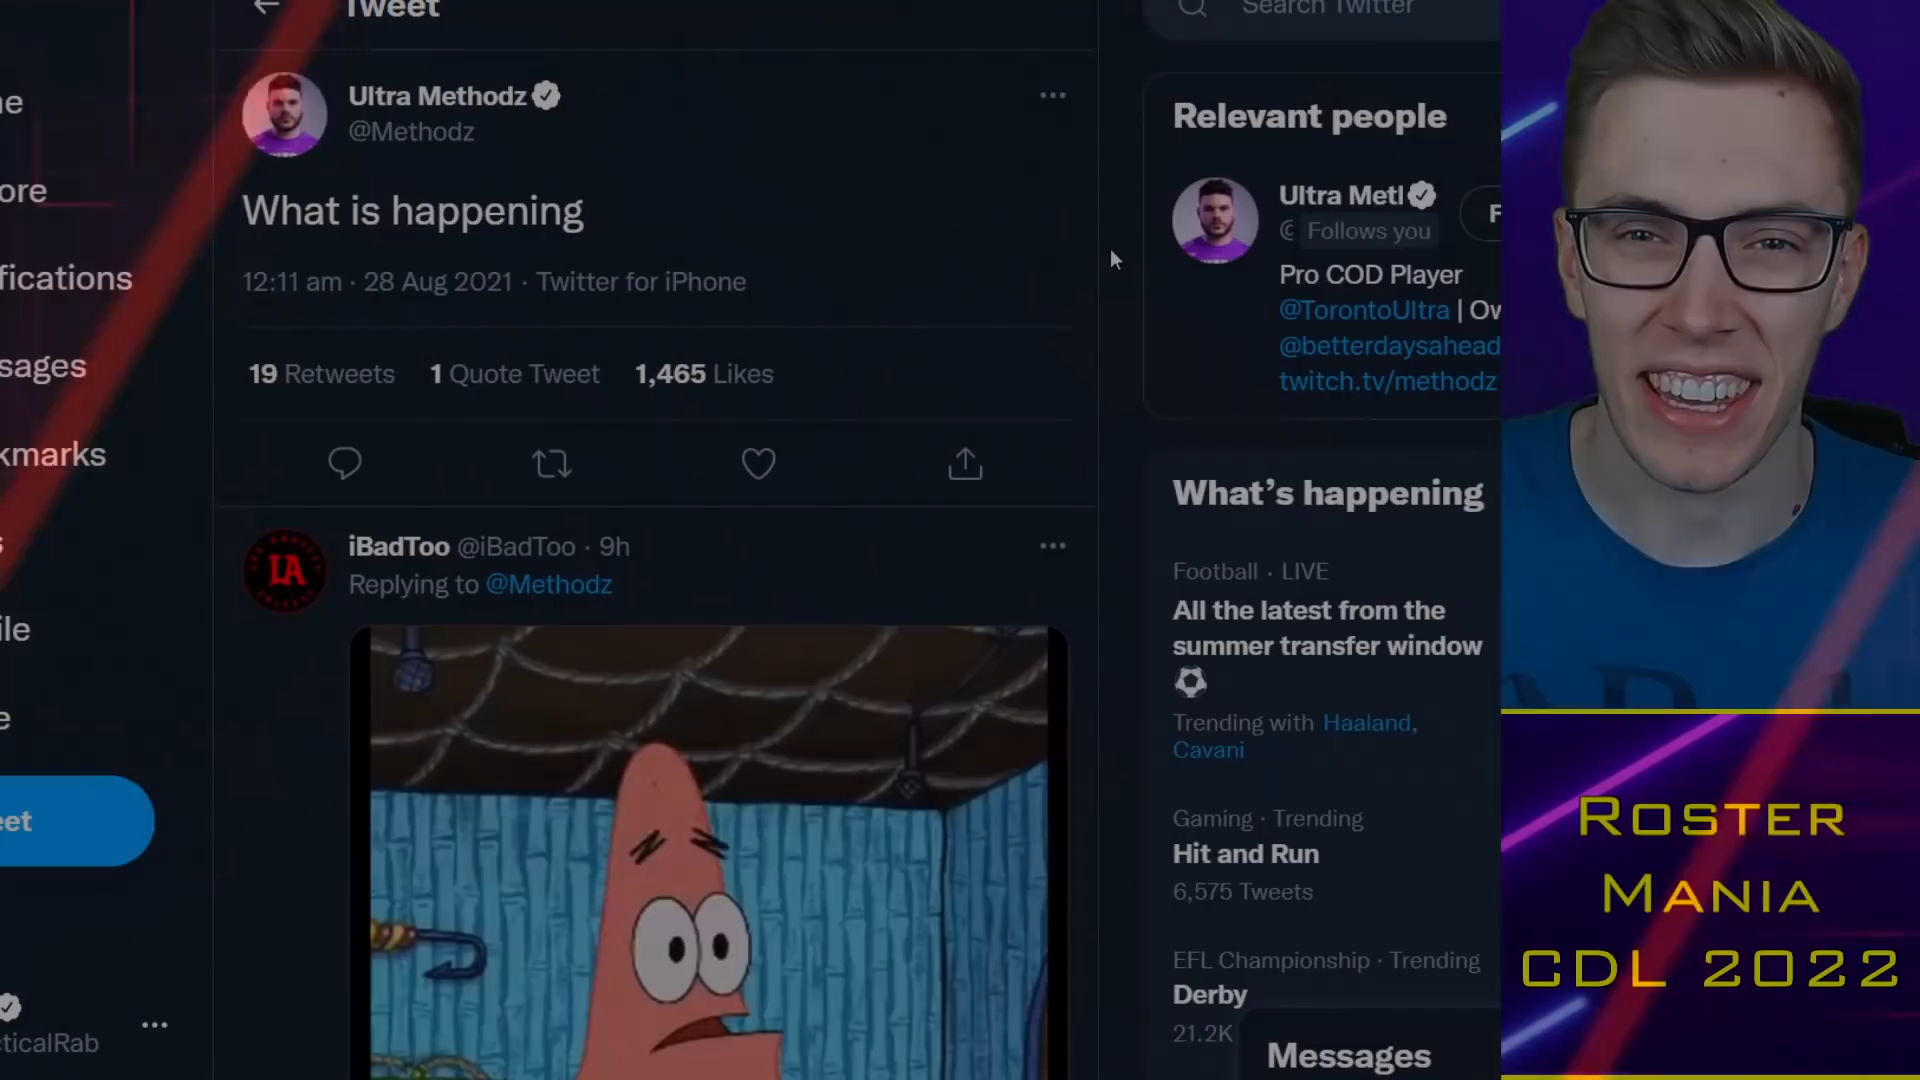 Tweet
Search Twitter
Ultra Methodz
@Methodz
What is happening
12:11 am · 28 Aug 2021 · Twitter for iPhone
19 Retweets 1 Quote Tweet 1,465 Likes
iBadToo @iBadToo · 9h
Replying to @Methodz
LA
Relevant people
Ultra Metl
@ Follows you
F
Pro COD Player
@TorontoUltra | Ow
@betterdaysahead
twitch.tv/methodz
What's happening
Football · LIVE
All the latest from the
summer transfer window
Trending with Haaland,
Cavani
Gaming · Trending
Hit and Run
6,575 Tweets
EFL Championship · Trending
Derby
21.2K
Messages
ne
ore
fications
sages
kmarks
s
ile
e
eet
cticalRab
ROSTER
MANIA
CDL 2022